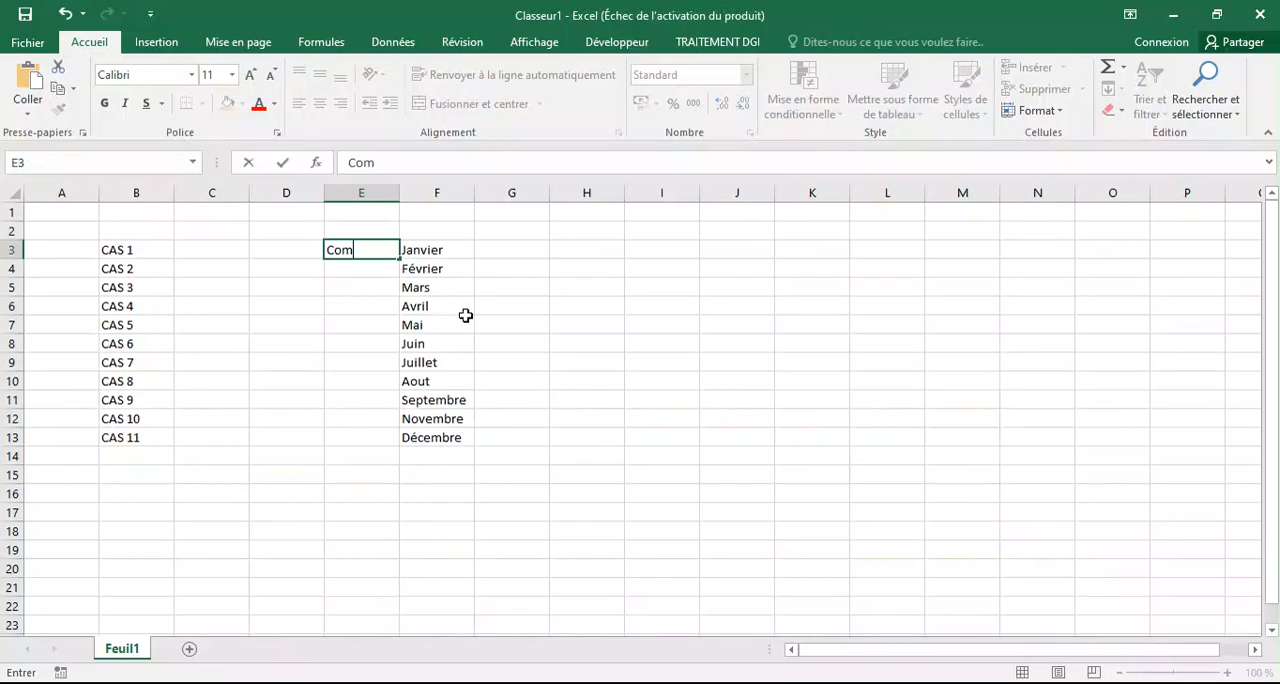 Classeur1 - Excel (Échec de l'activation du produit)
Fichier Accueil Insertion Mise en page Formules Données Révision Affichage Développeur TRAITEMENT DGI Dites-nous ce que vous voulez faire.. Connexion Partager
Coller
Presse-papiers
Calibri 11
G I S
Police
Renvoyer à la ligne automatiquement
Fusionner et centrer
Alignement
Standard
% 000
Nombre
Mise en forme conditionnelle
Mettre sous forme de tableau
Styles de cellules
Style
Insérer
Supprimer
Format
Cellules
Trier et filtrer
Rechercher et sélectionner
Édition
E3 fx Com
A B C D E F G H I J K L M N O P
1
2
3 CAS 1 Com Janvier
4 CAS 2 Février
5 CAS 3 Mars
6 CAS 4 Avril
7 CAS 5 Mai
8 CAS 6 Juin
9 CAS 7 Juillet
10 CAS 8 Aout
11 CAS 9 Septembre
12 CAS 10 Novembre
13 CAS 11 Décembre
14
15
16
17
18
19
20
21
22
23
Feuil1
Entrer 100 %